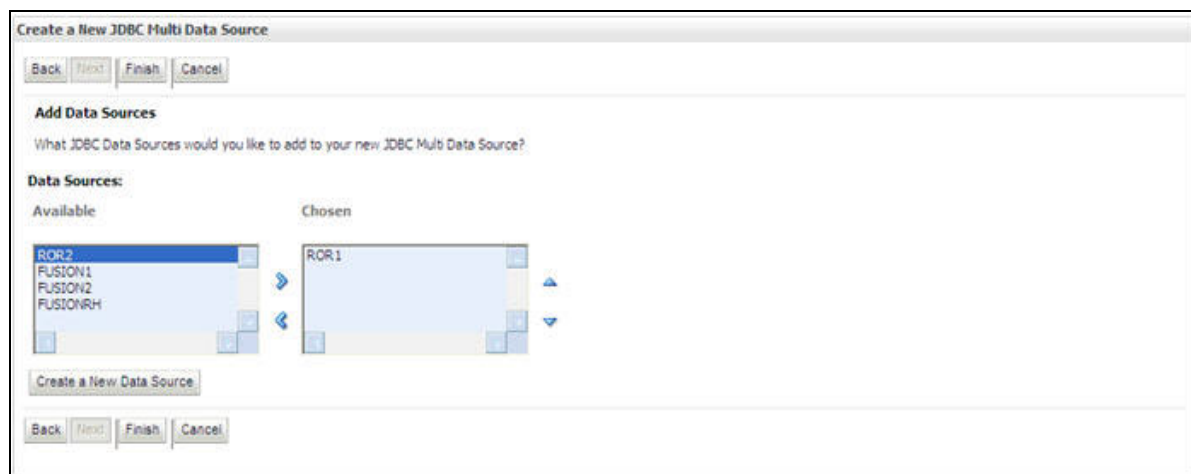 Create a New JDBC Multi Data Source
Back Next Finish Cancel
Add Data Sources
What JDBC Data Sources would you like to add to your new JDBC Multi Data Source?
Data Sources:
Available Chosen
ROR2 ROR1
FUSION1
FUSION2
FUSIONRH
Create a New Data Source
Back Next Finish Cancel